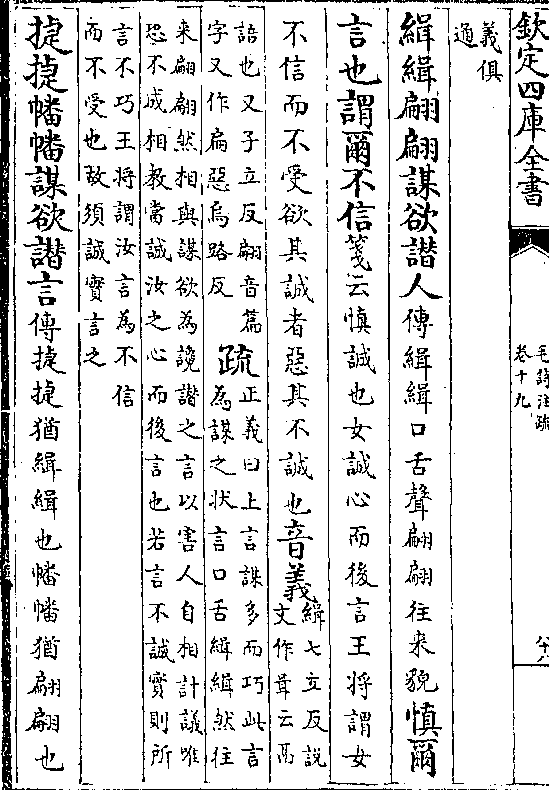 欽定四庫全書
毛詩注疏
卷十九
十八
義俱
通
緝緝翩翩謀欲譖人傳緝緝口舌聲翩翩往來貌慎爾
言也謂爾不信箋云慎誠也女誠心而後言王將謂女
不信而不受欲其誠者惡其不誠也音義緝七立反說
文作咠云鬲
語也又子立反翩音篇
字又作扁惡烏路反
疏正義曰上言謀多而巧此言
為謀之狀言口舌緝緝然往
來翩翩然相與謀欲為讒譖之言以害人自相計議唯
恐不成相教當誠汝之心而後言也若言不誠實則所
言不巧王將謂汝言為不信
而不受也故須誠實言之
捷捷幡幡謀欲譖言傳捷捷猶緝緝也幡幡猶翩翩也